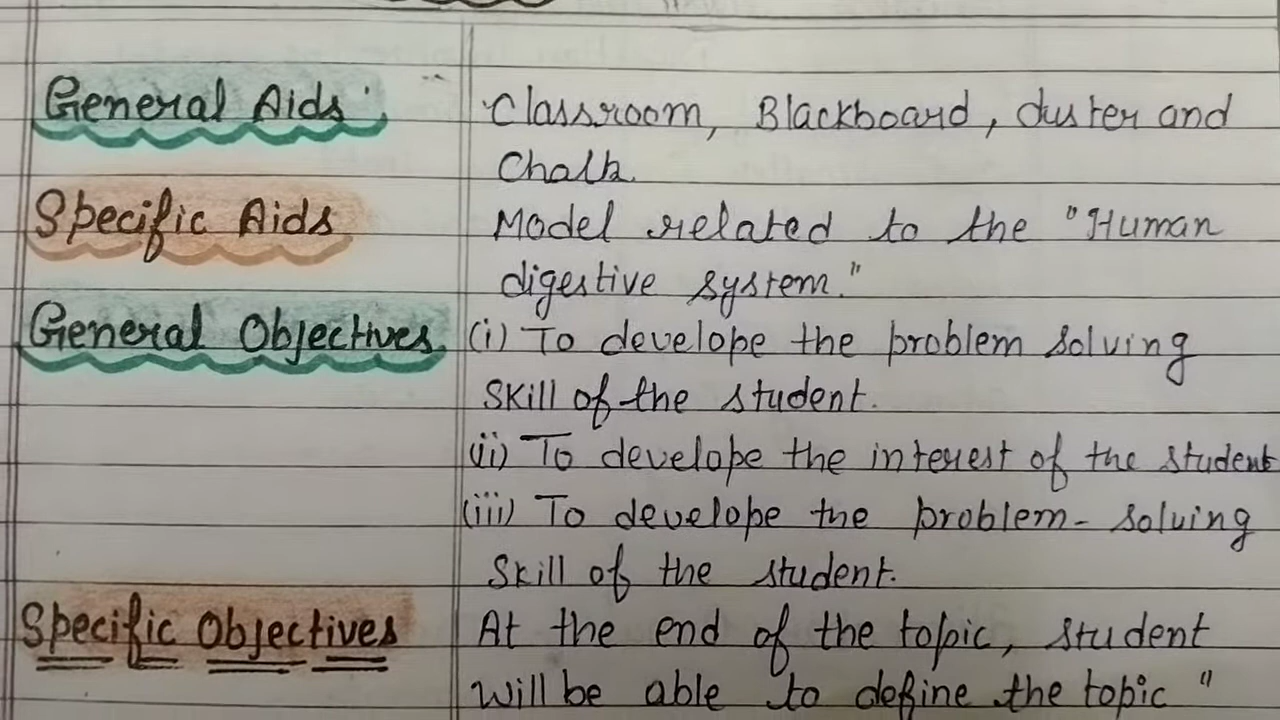 General Aids: Classroom, Blackboard, duster and
Chalk.
Specific Aids Model related to the "Human
digestive system."
General Objectives (i) To develope the problem solving
skill of the student.
(ii) To develope the interest of the student
(iii) To develope the problem-solving
skill of the student.
Specific Objectives At the end of the topic, student
will be able to define the topic "